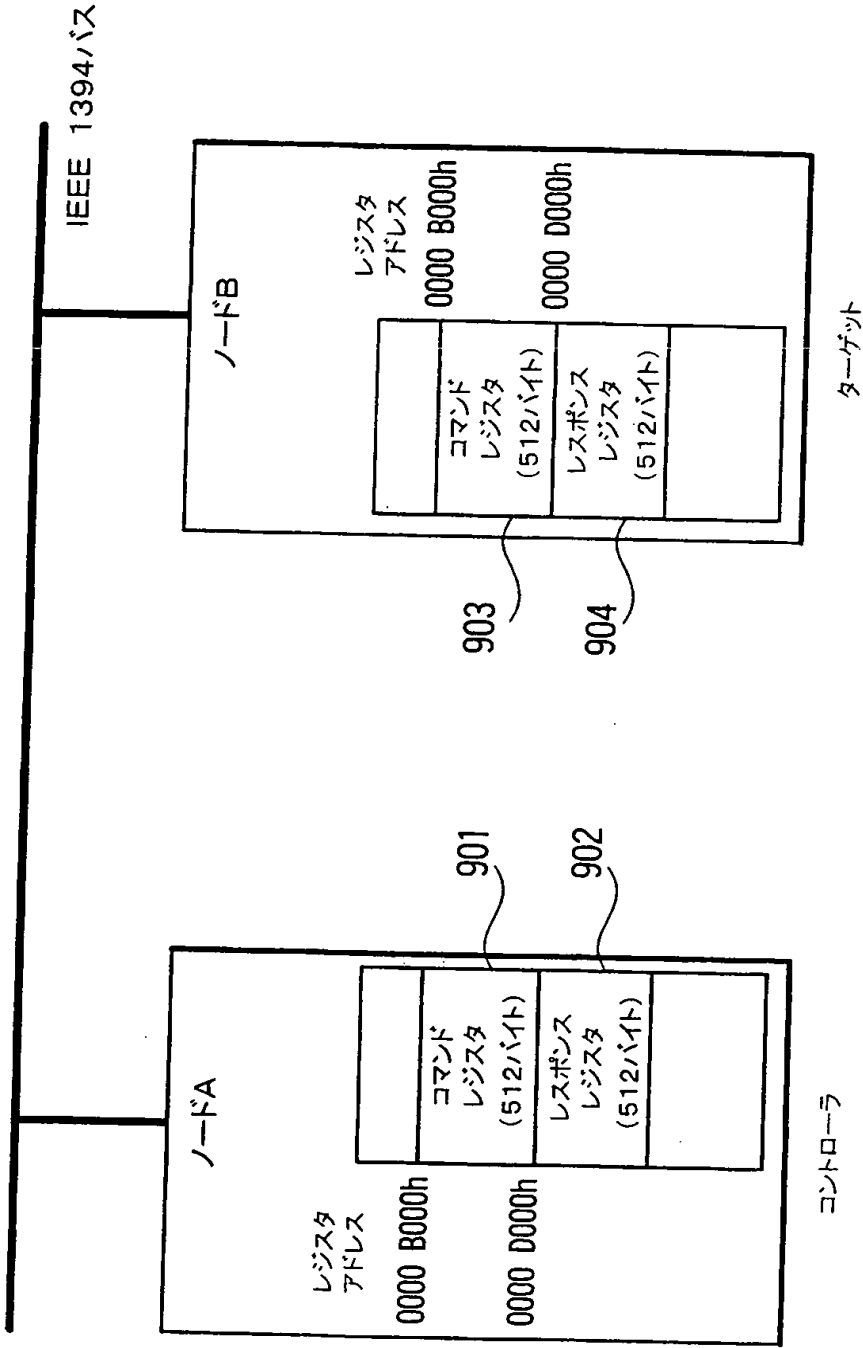 IEEE 1394バス
ノードA
レジスタ
アドレス
0000 B000h
0000 D000h
コマンド
レジスタ
(512バイト)
レスポンス
レジスタ
(512バイト)
901
902
コントローラ
ノードB
レジスタ
アドレス
0000 B000h
0000 D000h
コマンド
レジスタ
(512バイト)
レスポンス
レジスタ
(512バイト)
903
904
ターゲット